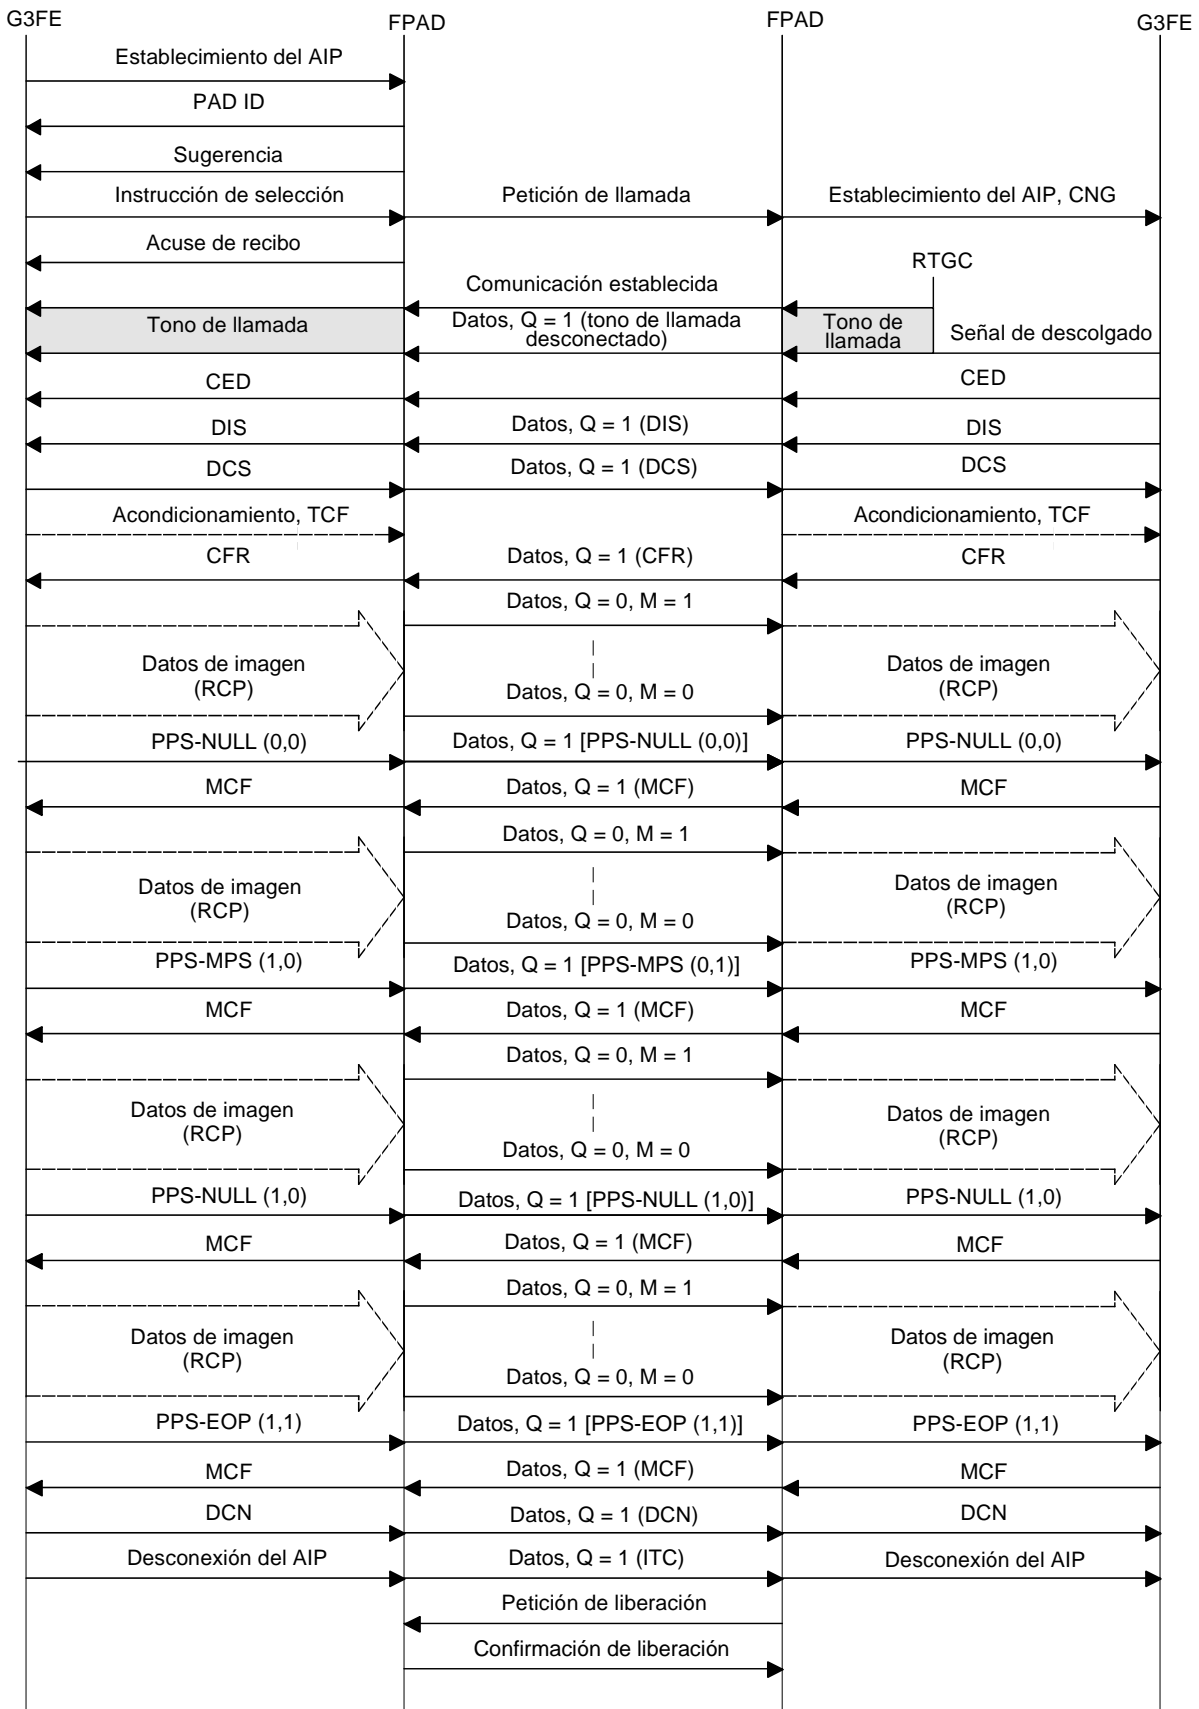 G3FE FPAD FPAD G3FE
Establecimiento del AIP
PAD ID
Sugerencia
Instrucción de selección Petición de llamada Establecimiento del AIP, CNG
Acuse de recibo
RTGC
Comunicación establecida
Tono de llamada
Datos, Q = 1 (tono de llamada
desconectado)
Tono de
llamada
Señal de descolgado
CED CED
DIS Datos, Q = 1 (DIS) DIS
DCS Datos, Q = 1 (DCS) DCS
Acondicionamiento, TCF Acondicionamiento, TCF
CFR Datos, Q = 1 (CFR) CFR
Datos, Q = 0, M = 1
Datos de imagen
(RCP)
Datos de imagen
(RCP)
Datos, Q = 0, M = 0
PPS-NULL (0,0) Datos, Q = 1 [PPS-NULL (0,0)] PPS-NULL (0,0)
MCF Datos, Q = 1 (MCF) MCF
Datos, Q = 0, M = 1
Datos de imagen
(RCP)
Datos de imagen
(RCP)
Datos, Q = 0, M = 0
PPS-MPS (1,0) Datos, Q = 1 [PPS-MPS (0,1)] PPS-MPS (1,0)
MCF Datos, Q = 1 (MCF) MCF
Datos, Q = 0, M = 1
Datos de imagen
(RCP)
Datos de imagen
(RCP)
Datos, Q = 0, M = 0
PPS-NULL (1,0) Datos, Q = 1 [PPS-NULL (1,0)] PPS-NULL (1,0)
MCF Datos, Q = 1 (MCF) MCF
Datos, Q = 0, M = 1
Datos de imagen
(RCP)
Datos de imagen
(RCP)
Datos, Q = 0, M = 0
PPS-EOP (1,1) Datos, Q = 1 [PPS-EOP (1,1)] PPS-EOP (1,1)
MCF Datos, Q = 1 (MCF) MCF
DCN Datos, Q = 1 (DCN) DCN
Desconexión del AIP Datos, Q = 1 (ITC) Desconexión del AIP
Petición de liberación
Confirmación de liberación